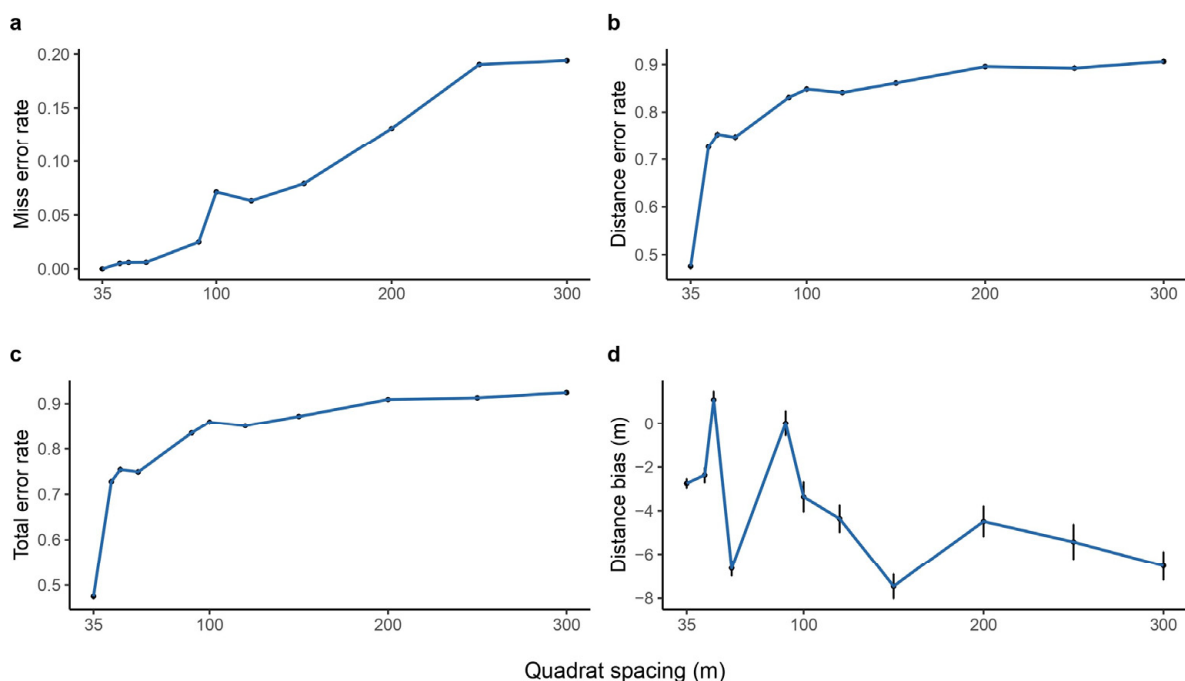 a
Miss error rate
0.20
0.15
0.10
0.05
0.00
35 100 200 300
b
Distance error rate
0.9
0.8
0.7
0.6
0.5
35 100 200 300
c
Total error rate
0.9
0.8
0.7
0.6
0.5
35 100 200 300
d
Distance bias (m)
0
−2
−4
−6
−8
35 100 200 300
Quadrat spacing (m)